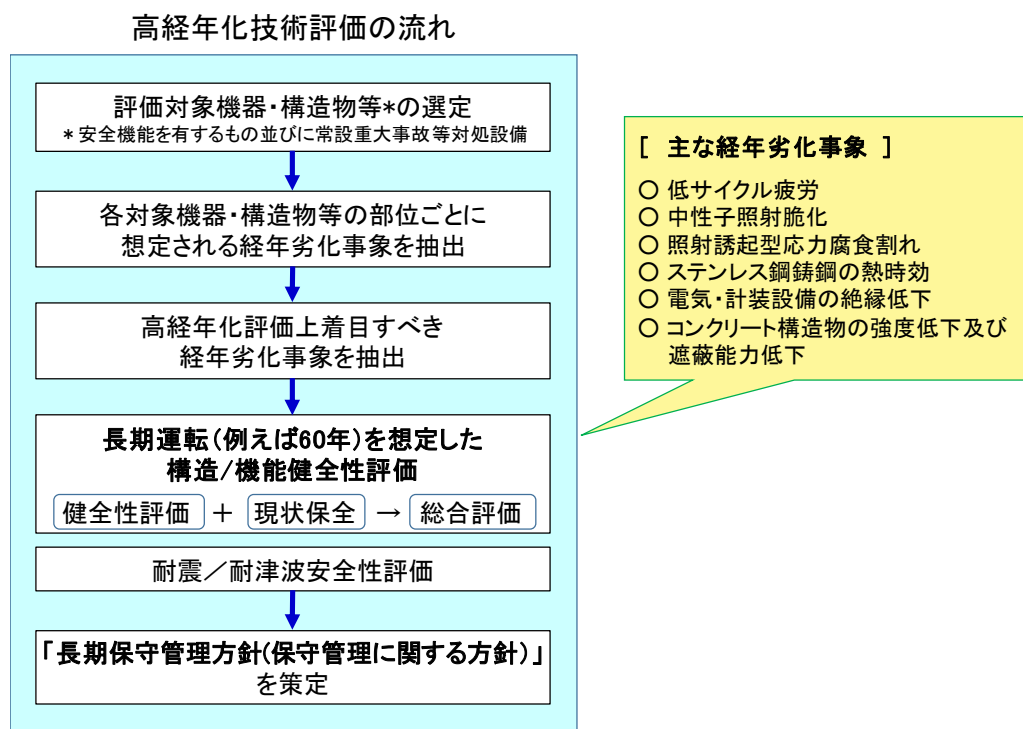 高経年化技術評価の流れ
評価対象機器・構造物等*の選定
* 安全機能を有するもの並びに常設重大事故等対処設備
各対象機器・構造物等の部位ごとに
想定される経年劣化事象を抽出
高経年化評価上着目すべき
経年劣化事象を抽出
長期運転(例えば60年)を想定した
構造/機能健全性評価
健全性評価 + 現状保全 → 総合評価
耐震／耐津波安全性評価
「長期保守管理方針(保守管理に関する方針)」
を策定
[ 主な経年劣化事象 ]
○ 低サイクル疲労
○ 中性子照射脆化
○ 照射誘起型応力腐食割れ
○ ステンレス鋼鋳鋼の熱時効
○ 電気・計装設備の絶縁低下
○ コンクリート構造物の強度低下及び
遮蔽能力低下